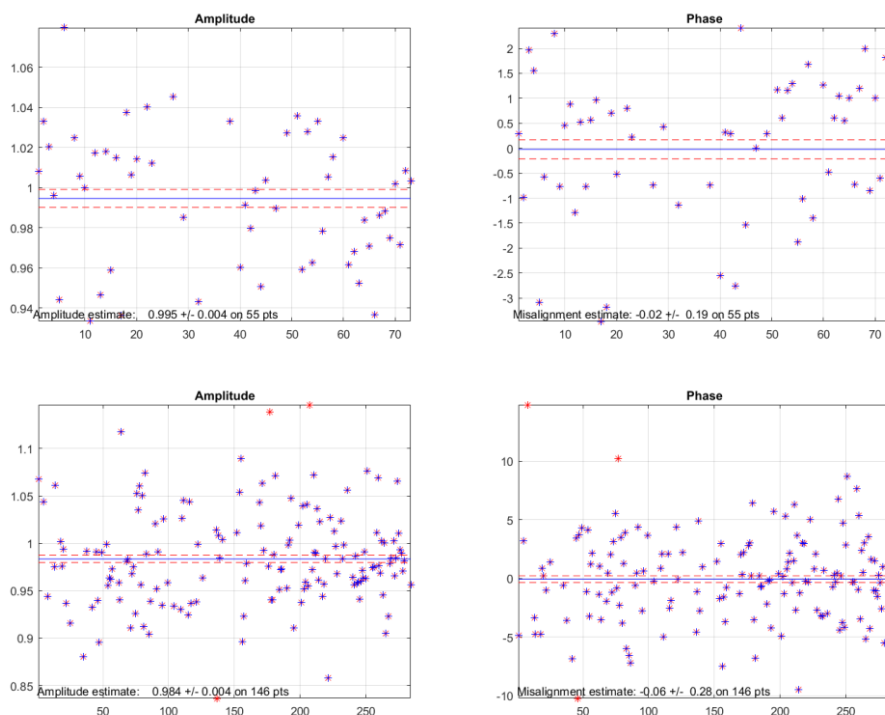 Amplitude
1.06
1.04
1.02
1
0.98
0.96
0.94
Amplitude estimate: 0.995 +/- 0.004 on 55 pts
10 20 30 40 50 60 70
Phase
2
1.5
1
0.5
0
-0.5
-1
-1.5
-2
-2.5
-3
Misalignment estimate: -0.02 +/- 0.19 on 55 pts
10 20 30 40 50 60 70
Amplitude
1.1
1.05
1
0.95
0.9
0.85
Amplitude estimate: 0.984 +/- 0.004 on 146 pts
50 100 150 200 250
Phase
10
5
0
-5
-10
Misalignment estimate: -0.06 +/- 0.28 on 146 pts
50 100 150 200 250